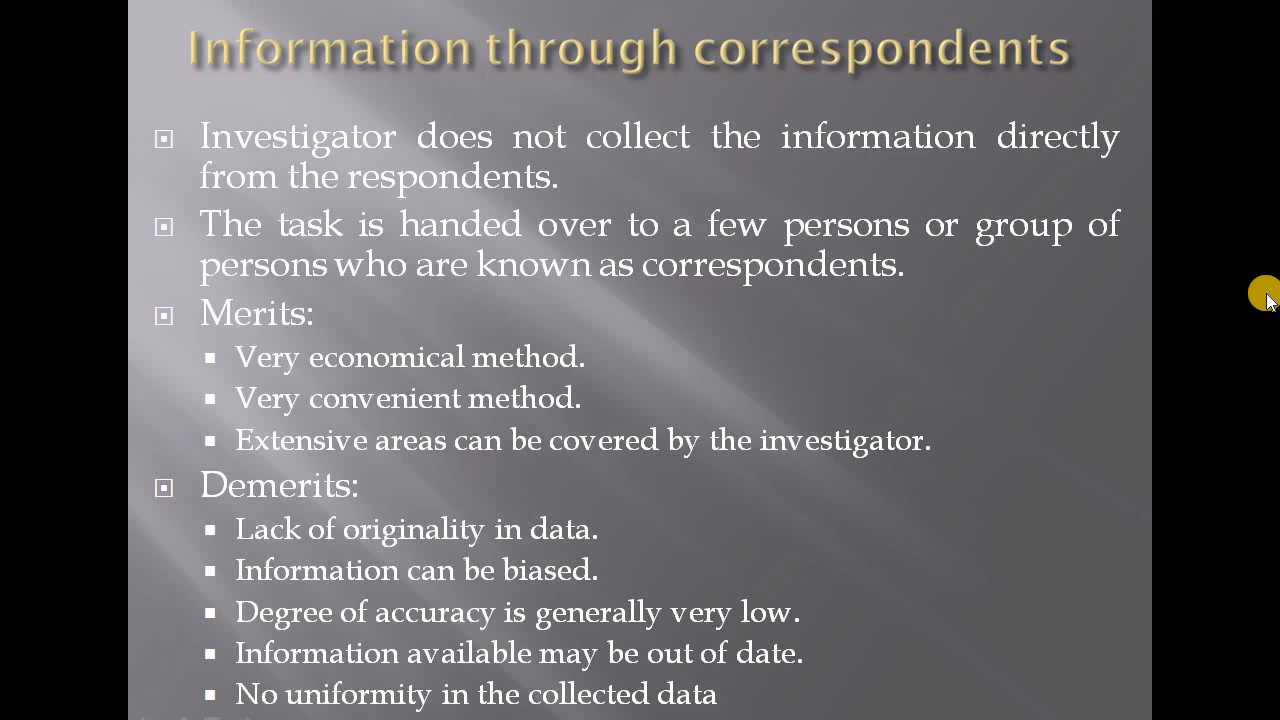 Information through correspondents
Investigator does not collect the information directly
from the respondents.
The task is handed over to a few persons or group of
persons who are known as correspondents.
Merits:
Very economical method.
Very convenient method.
Extensive areas can be covered by the investigator.
Demerits:
Lack of originality in data.
Information can be biased.
Degree of accuracy is generally very low.
Information available may be out of date.
No uniformity in the collected data